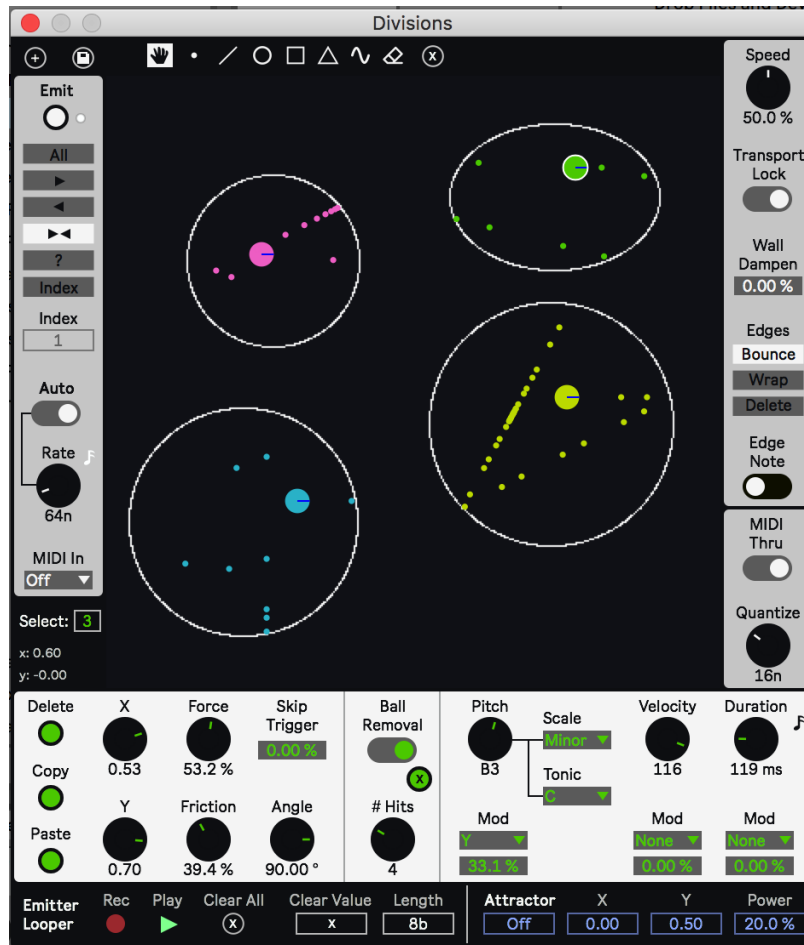 Divisions
Emit
All
?
Index
Index
1
Auto
Rate
64n
MIDI In
Off
Select: 3
x: 0.60
y: -0.00
Speed
50.0 %
Transport
Lock
Wall
Dampen
0.00 %
Edges
Bounce
Wrap
Delete
Edge
Note
MIDI
Thru
Quantize
16n
Delete
Copy
Paste
X
0.53
Force
53.2 %
Skip
Trigger
0.00 %
Y
0.70
Friction
39.4 %
Angle
90.00 °
Ball
Removal
x
# Hits
4
Pitch
B3
Scale
Minor
Tonic
C
Velocity
116
Duration
119 ms
Mod
Y
33.1 %
Mod
None
0.00 %
Mod
None
0.00 %
Emitter
Looper
Rec
Play
Clear All
x
Clear Value
x
Length
8b
Attractor
Off
X
0.00
Y
0.50
Power
20.0 %